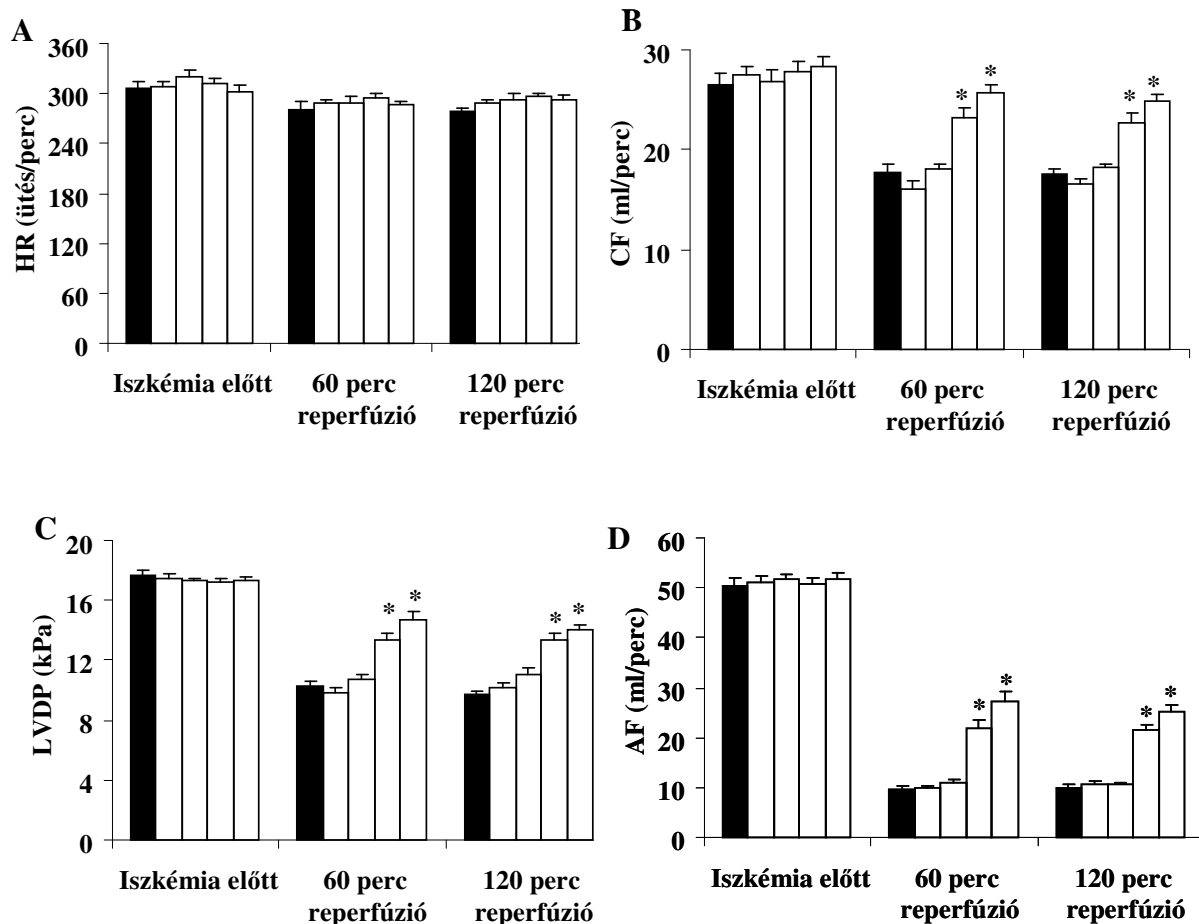 A
360
300
240
180
120
60
0
HR (ütés/perc)
Iszkémia előtt
60 perc
reperfúzió
120 perc
reperfúzió
B
30
20
10
0
CF (ml/perc)
* *
* *
Iszkémia előtt
60 perc
reperfúzió
120 perc
reperfúzió
C
20
16
12
8
4
0
LVDP (kPa)
* *
* *
Iszkémia előtt
60 perc
reperfúzió
120 perc
reperfúzió
D
60
50
40
30
20
10
0
AF (ml/perc)
* *
* *
Iszkémia előtt
60 perc
reperfúzió
120 perc
reperfúzió